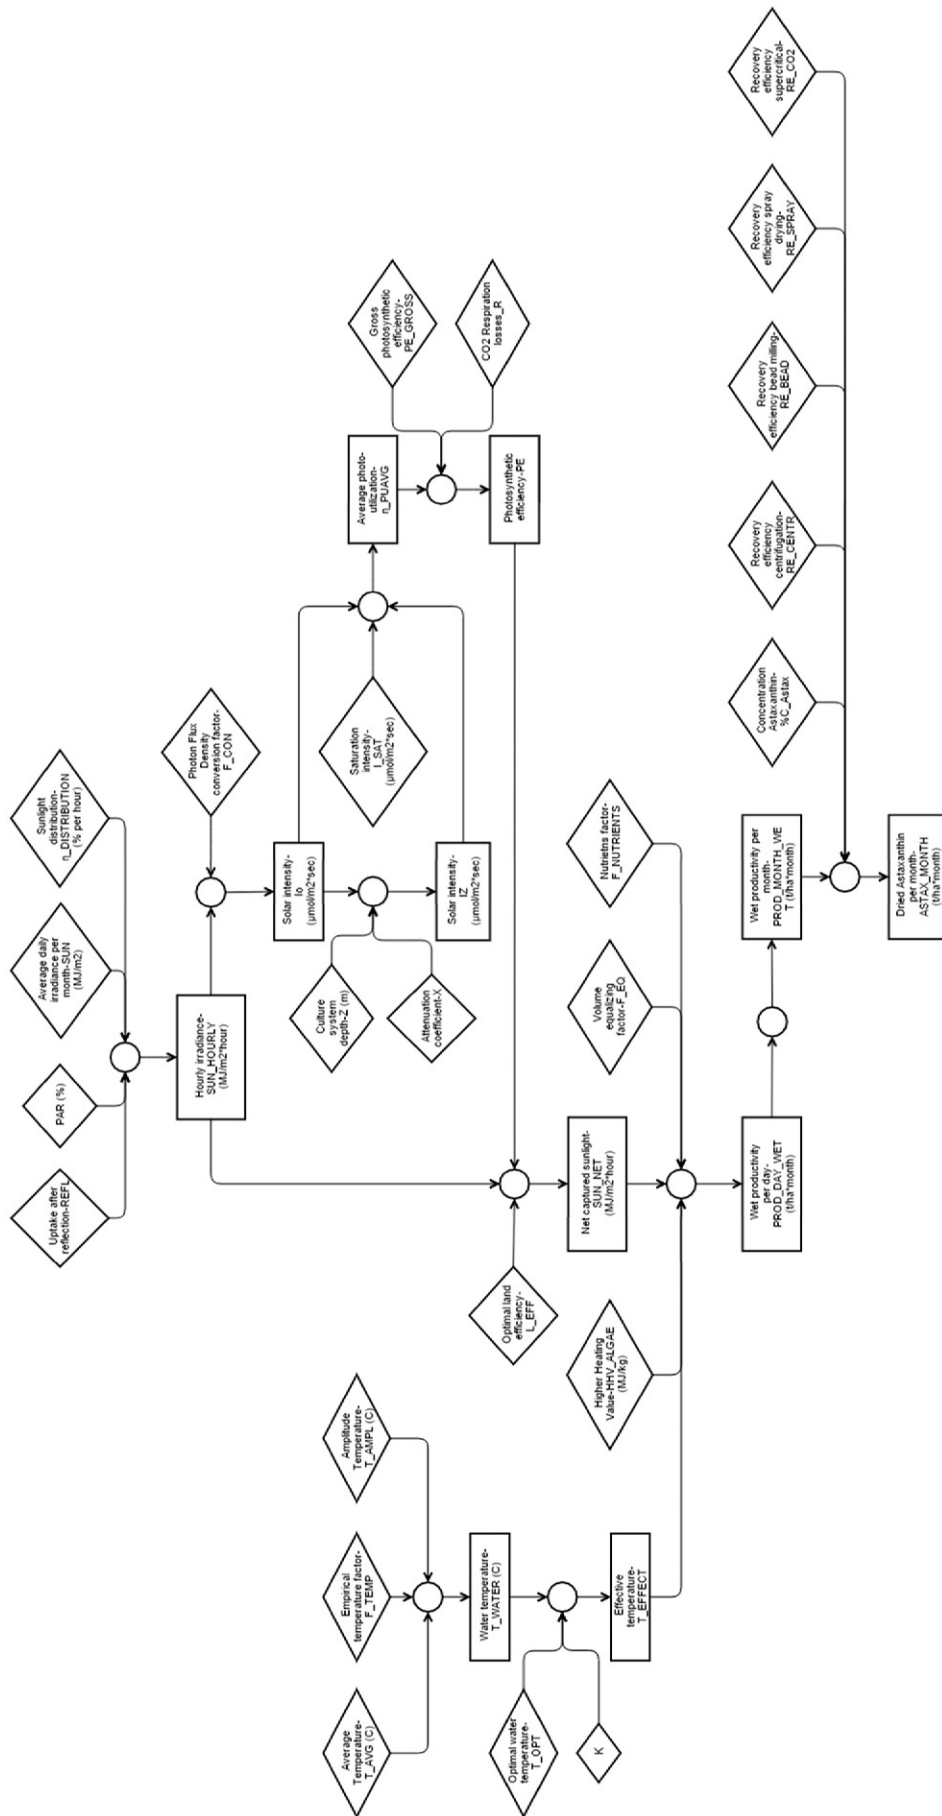 Uptake after
reflection-REFL
PAR (%)
Average daily
irradiance per
month-SUN
(MJ/m2)
Sunlight
distribution-
η_DISTRIBUTION
(% per hour)
Hourly irradiance-
SUN_HOURLY
(MJ/m2*hour)
Photon Flux
Density
conversion factor-
F_CON
Solar intensity-
Io
(μmol/m2*sec)
Culture
system
depth-Z (m)
Attenuation
coefficient-X
Solar intensity-
IZ
(μmol/m2*sec)
Saturation
intensity-
I_SAT
(μmol/m2*sec)
Average photo-
utilization-
η_PUAVG
Gross
photosynthetic
efficiency-
PE_GROSS
CO2 Respiration
losses_R
Photosynthetic
efficiency-PE
Average
Temperature-
T_AVG (C)
Empirical
temperature factor-
F_TEMP
Amplitude
Temperature-
T_AMPL (C)
Water temperature-
T_WATER (C)
Optimal water
temperature-
T_OPT
K
Effective
temperature-
T_EFFECT
Optimal land
efficiency-
L_EFF
Net captured sunlight-
SUN_NET
(MJ/m2*hour)
Higher Heating
Value-HHV_ALGAE
(MJ/kg)
Volume
equalizing
factor-F_EQ
Nutrietns factor-
F_NUTRIENTS
Wet productivity
per day-
PROD_DAY_WET
(t/ha*month)
Wet productivity per
month-
PROD_MONTH_WE
T (t/ha*month)
Concentration
Astaxanthin-
%C_Astax
Recovery
efficiency
centrifugation-
RE_CENTR
Recovery
efficiency bead milling-
RE_BEAD
Recovery
efficiency spray
drying-
RE_SPRAY
Recovery
efficiency
supercritical-
RE_CO2
Dried Astaxanthin
per month-
ASTAX_MONTH
(t/ha*month)